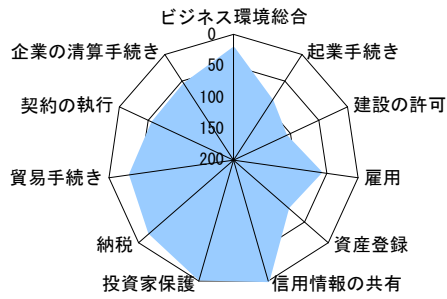 ビジネス環境総合
0
企業の清算手続き
起業手続き
50
契約の執行
100
建設の許可
150
200
貿易手続き
雇用
納税
資産登録
投資家保護
信用情報の共有